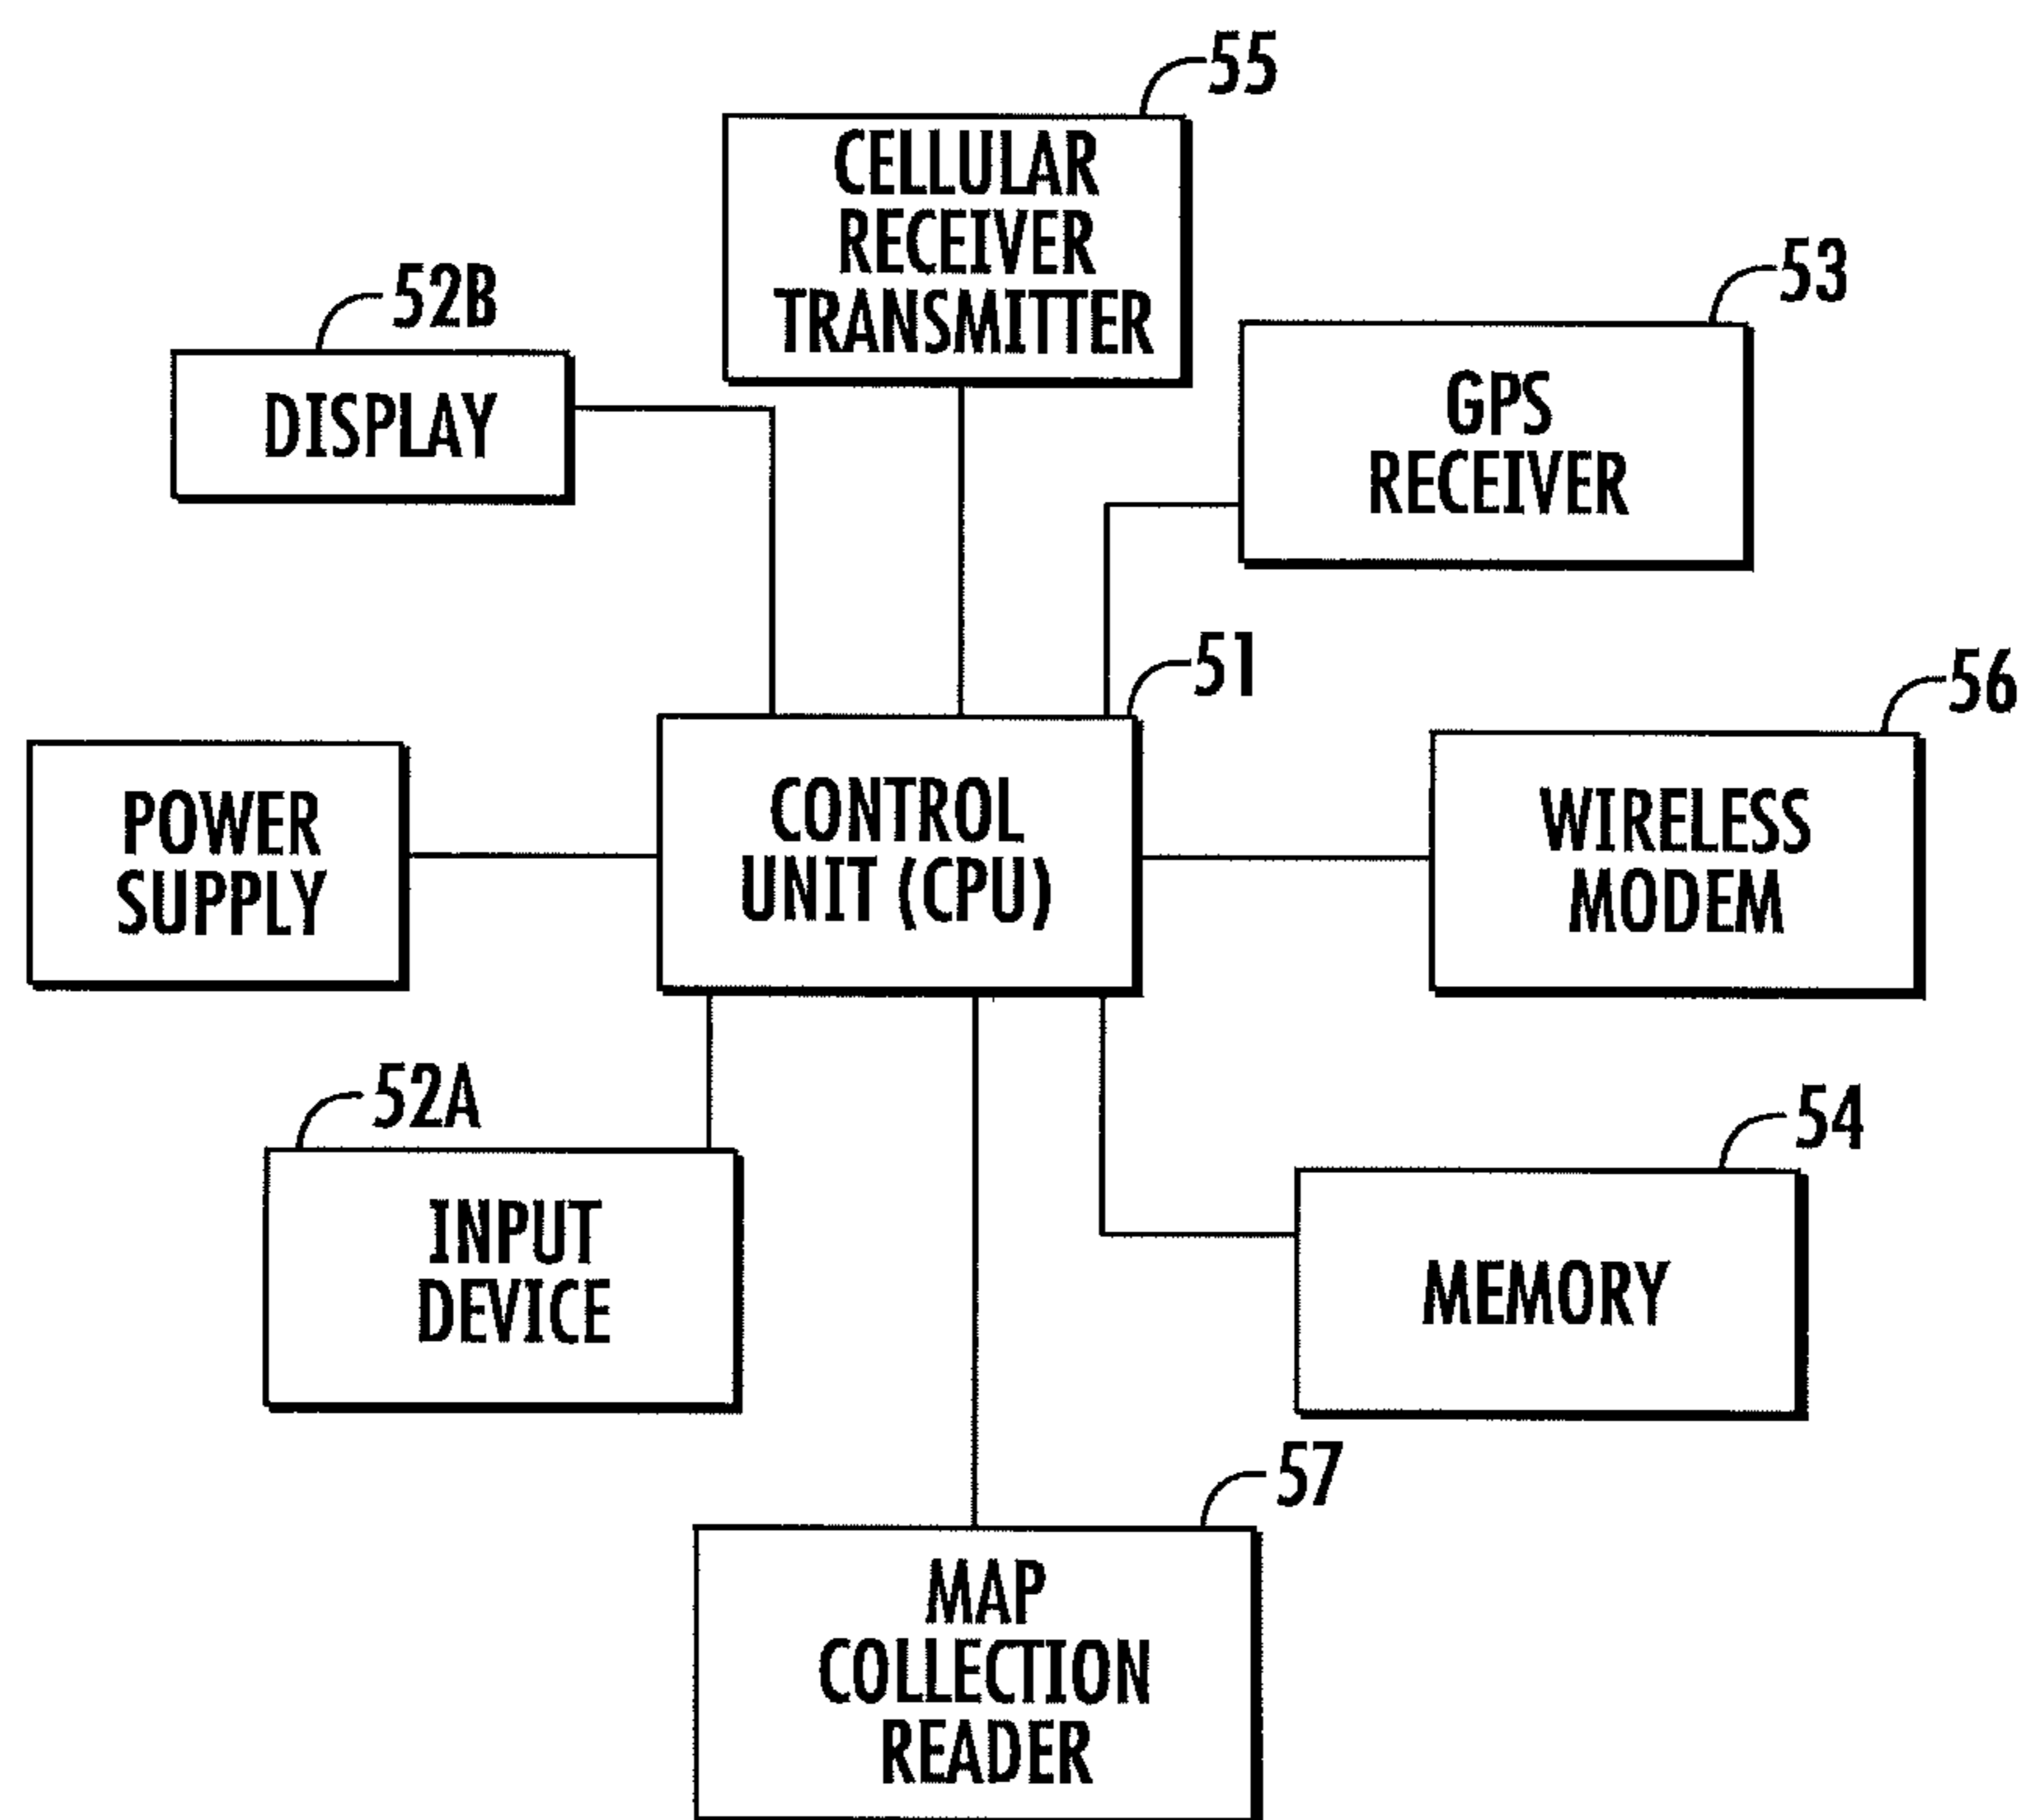 55
CELLULAR
RECEIVER
TRANSMITTER
52B
DISPLAY
53
GPS
RECEIVER
51
CONTROL
UNIT (CPU)
POWER
SUPPLY
56
WIRELESS
MODEM
52A
INPUT
DEVICE
54
MEMORY
57
MAP
COLLECTION
READER